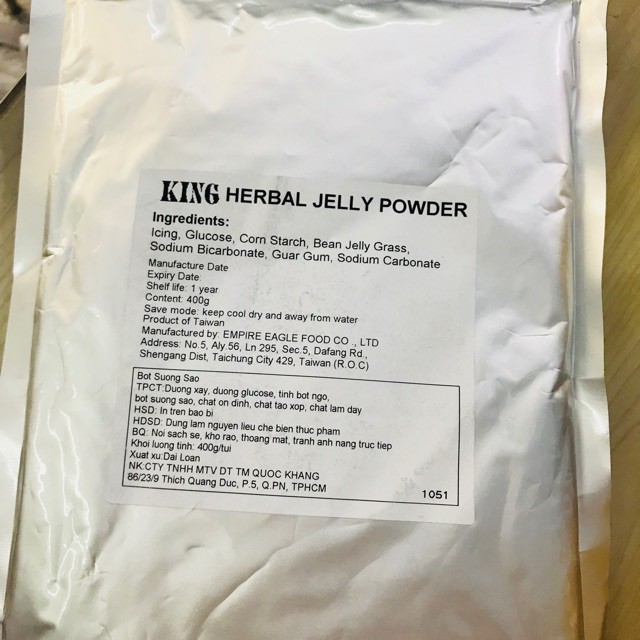 KING HERBAL JELLY POWDER
Ingredients:
Icing, Glucose, Corn Starch, Bean Jelly Grass,
Sodium Bicarbonate, Guar Gum, Sodium Carbonate
Manufacture Date
Expiry Date:
Shelf life: 1 year
Content: 400g
Save mode: keep cool dry and away from water
Product of Taiwan
Manufactured by: EMPIRE EAGLE FOOD CO ., LTD
Address: No.5, Aly.56, Ln 295, Sec.5, Dafang Rd.,
Shengang Dist, Taichung City 429, Taiwan (R.O.C)
Bot Suong Sao
TPCT:Duong xay, duong glucose, tinh bot ngo,
bot suong sao, chat on dinh, chat tao xop, chat lam day
HSD: In tren bao bi
HDSD: Dung lam nguyen lieu che bien thuc pham
BQ: Noi sach se, kho rao, thoang mat, tranh anh nang truc tiep
Khoi luong tinh: 400g/tui
Xuat xu:Dai Loan
NK:CTY TNHH MTV DT TM QUOC KHANG
86/23/9 Thich Quang Duc, P.5, Q.PN, TPHCM
1051